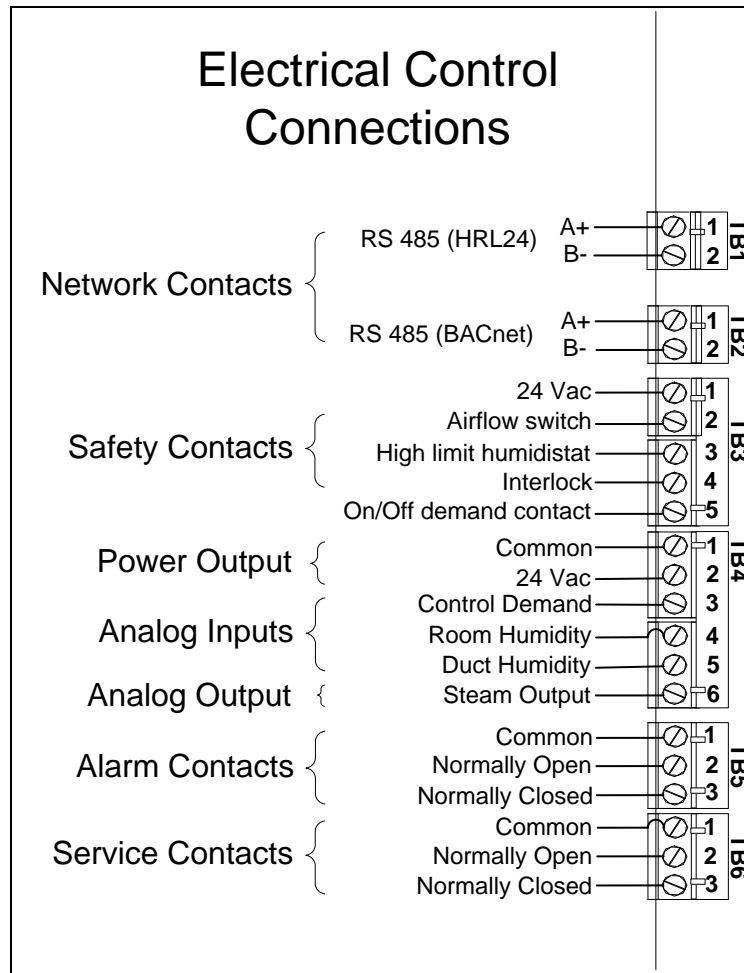 Electrical Control
Connections
Network Contacts
RS 485 (HRL24)
A+
1
B-
2
TB1
RS 485 (BACnet)
A+
1
B-
2
TB2
Safety Contacts
24 Vac
1
Airflow switch
2
High limit humidistat
3
Interlock
4
On/Off demand contact
5
TB3
Power Output
Common
1
24 Vac
2
Analog Inputs
Control Demand
3
Room Humidity
4
Duct Humidity
5
Analog Output
Steam Output
6
TB4
Alarm Contacts
Common
1
Normally Open
2
Normally Closed
3
TB5
Service Contacts
Common
1
Normally Open
2
Normally Closed
3
TB6